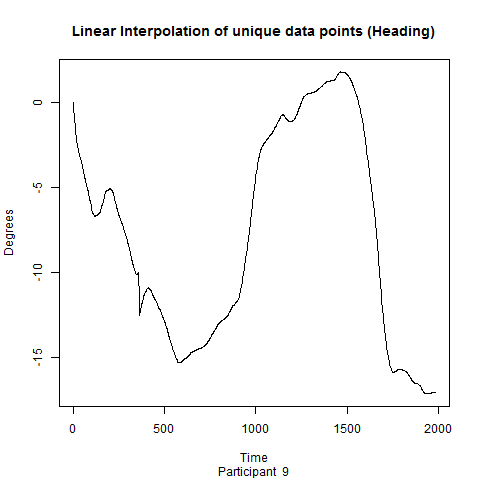 Linear Interpolation of unique data points (Heading)
Degrees
0
-5
-10
-15
0 500 1000 1500 2000
Time
Participant 9